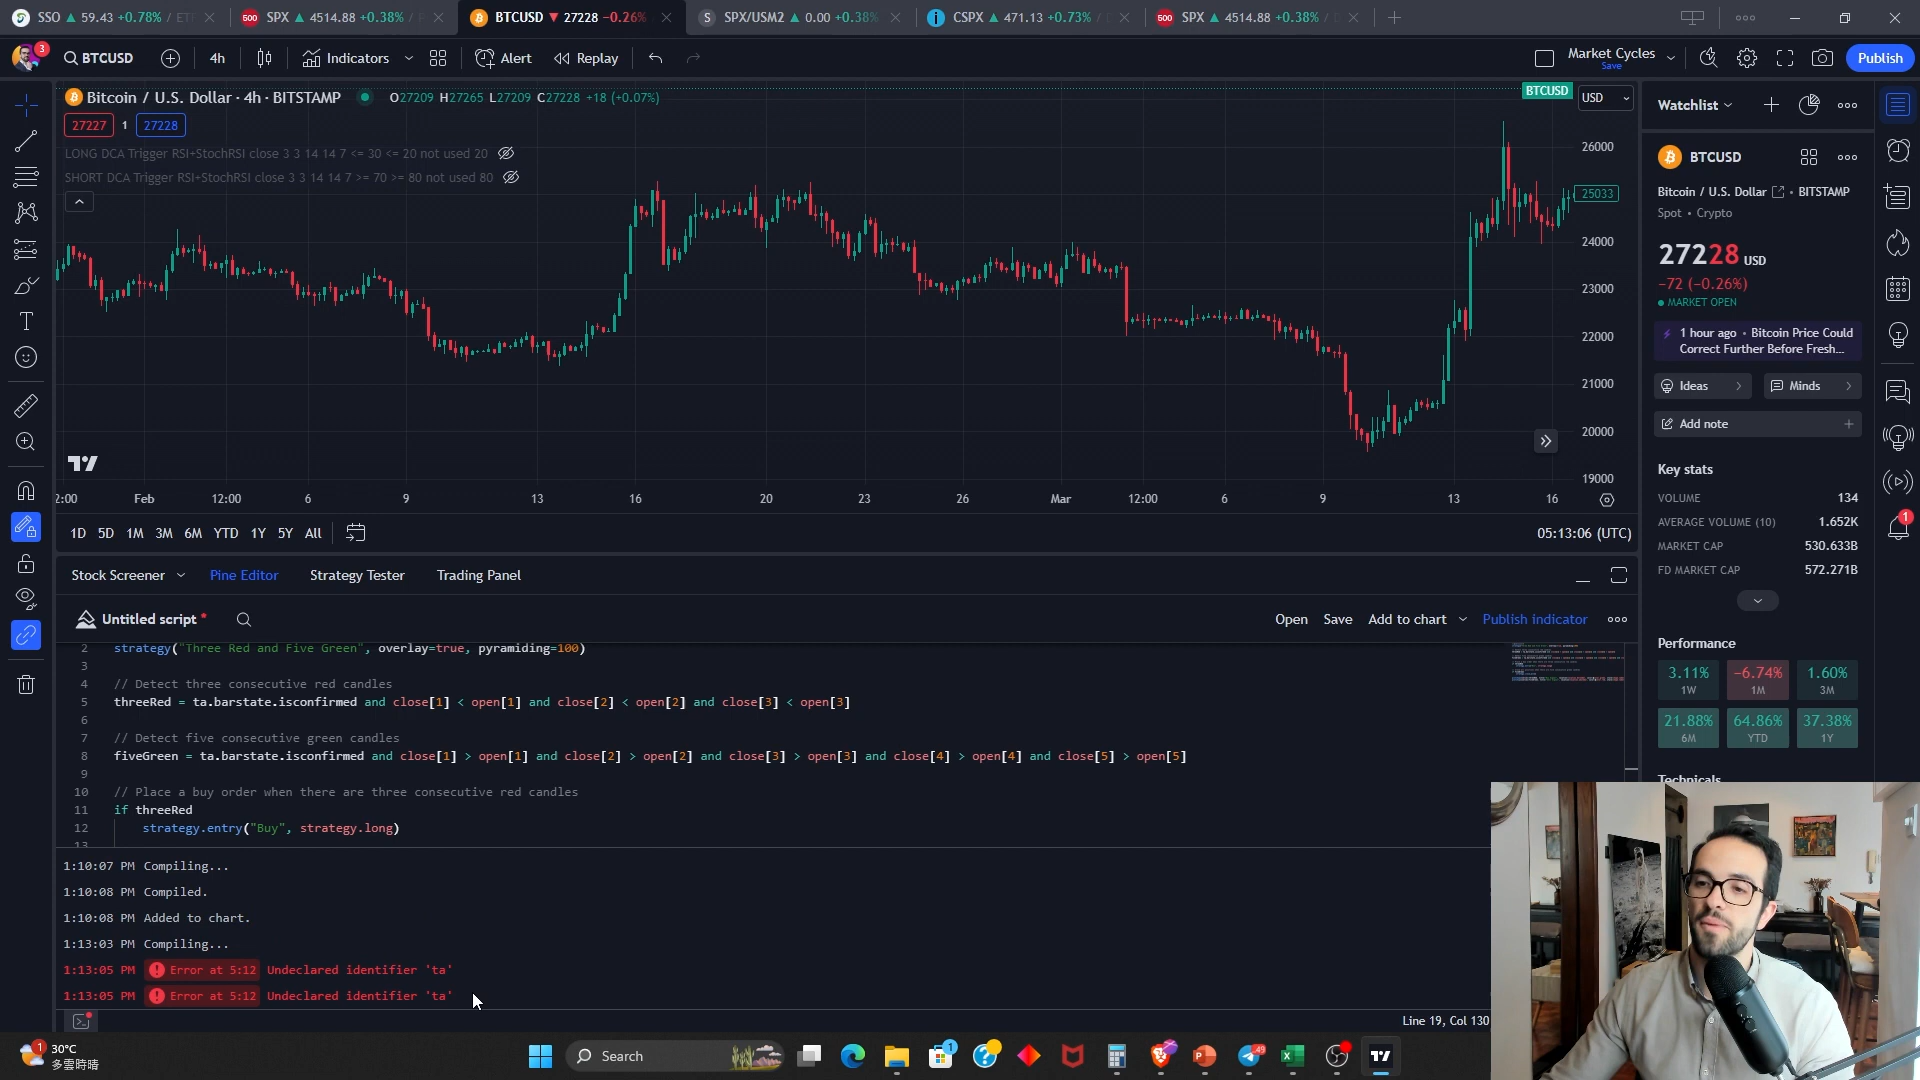 SSO ▲ 59.43 +0.78% / ET
SPX ▲ 4514.88 +0.38% /
BTCUSD ▼ 27228 −0.26%
SPX/USM2 ▲ 0.00 +0.38%
CSPX ▲ 471.13 +0.73% /
SPX ▲ 4514.88 +0.38% /
3
BTCUSD
4h
Indicators
Alert
Replay
Market Cycles
Save
Publish
Bitcoin / U.S. Dollar · 4h · BITSTAMP
O27209 H27265 L27209 C27228 +18 (+0.07%)
27227 1 27228
LONG DCA Trigger RSI+StochRSI close 3 3 14 14 7 <= 30 <= 20 not used 20
SHORT DCA Trigger RSI+StochRSI close 3 3 14 14 7 >= 70 >= 80 not used 80
BTCUSD
USD
26000
25033
24000
23000
22000
21000
20000
19000
2:00 Feb 12:00 6 9 13 16 20 23 26 Mar 12:00 6 9 13 16
1D 5D 1M 3M 6M YTD 1Y 5Y All
05:13:06 (UTC)
Stock Screener
Pine Editor
Strategy Tester
Trading Panel
Untitled script *
Open
Save
Add to chart
Publish indicator
2 strategy("Three Red and Five Green", overlay=true, pyramiding=100)
3
4 // Detect three consecutive red candles
5 threeRed = ta.barstate.isconfirmed and close[1] < open[1] and close[2] < open[2] and close[3] < open[3]
6
7 // Detect five consecutive green candles
8 fiveGreen = ta.barstate.isconfirmed and close[1] > open[1] and close[2] > open[2] and close[3] > open[3] and close[4] > open[4] and close[5] > open[5]
9
10 // Place a buy order when there are three consecutive red candles
11 if threeRed
12 strategy.entry("Buy", strategy.long)
13
1:10:07 PM Compiling...
1:10:08 PM Compiled.
1:10:08 PM Added to chart.
1:13:03 PM Compiling...
1:13:05 PM Error at 5:12 Undeclared identifier 'ta'
1:13:05 PM Error at 5:12 Undeclared identifier 'ta'
Line 19, Col 130
Watchlist
BTCUSD
Bitcoin / U.S. Dollar • BITSTAMP
Spot • Crypto
27228 USD
−72 (−0.26%)
MARKET OPEN
1 hour ago • Bitcoin Price Could
Correct Further Before Fresh...
Ideas
Minds
Add note
Key stats
VOLUME 134
AVERAGE VOLUME (10) 1.652K
MARKET CAP 530.633B
FD MARKET CAP 572.271B
Performance
3.11% −6.74% 1.60%
1W 1M 3M
21.88% 64.86% 37.38%
6M YTD 1Y
Technicals
1
30°C
多雲時晴
Search